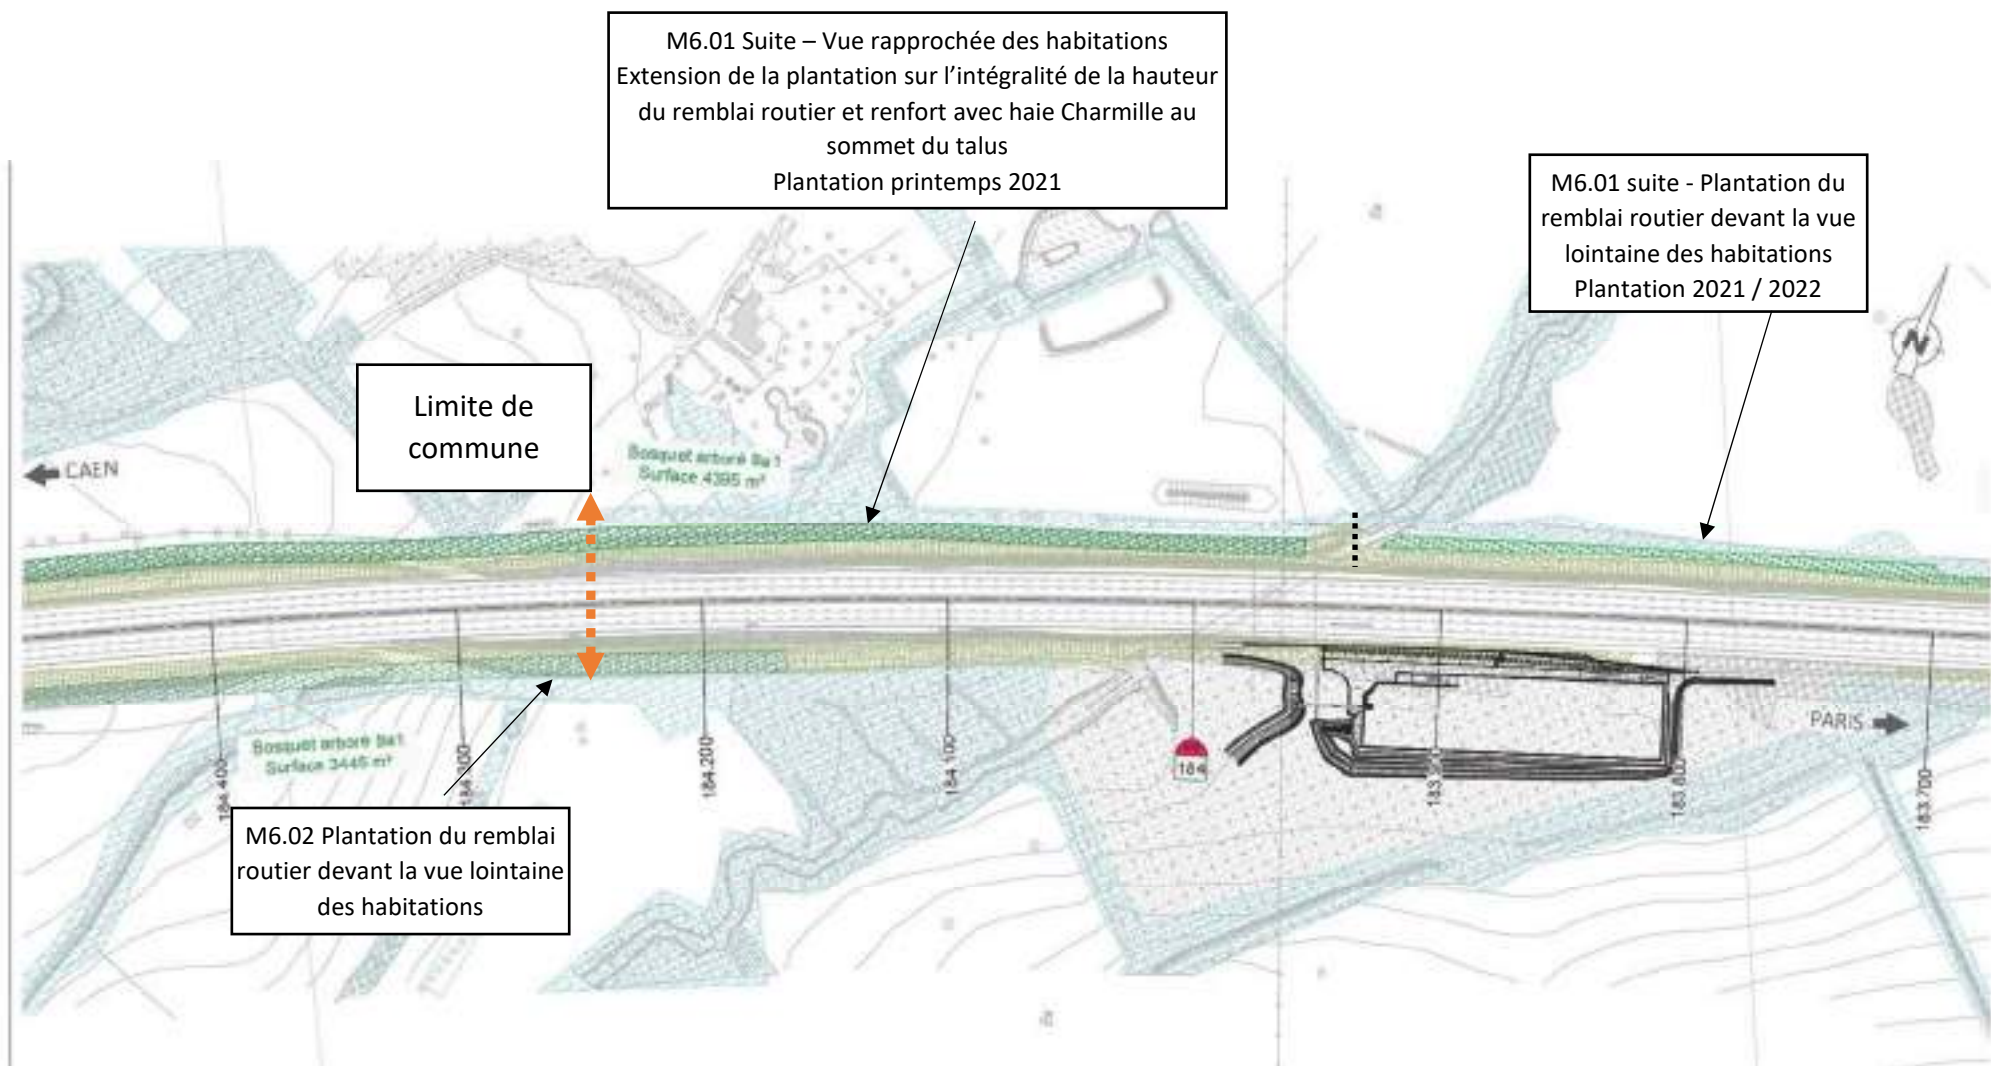 M6.01 Suite – Vue rapprochée des habitations
Extension de la plantation sur l’intégralité de la hauteur
du remblai routier et renfort avec haie Charmille au
sommet du talus
Plantation printemps 2021
M6.01 suite - Plantation du
remblai routier devant la vue
lointaine des habitations
Plantation 2021 / 2022
N
Limite de
commune
CAEN
Bosquet arboré Ba1
Surface 4395 m²
PARIS
Bosquet arboré Ba1
Surface 3445 m²
184.400
184.300
184.200
184.100
184
183.800
183.700
M6.02 Plantation du remblai
routier devant la vue lointaine
des habitations